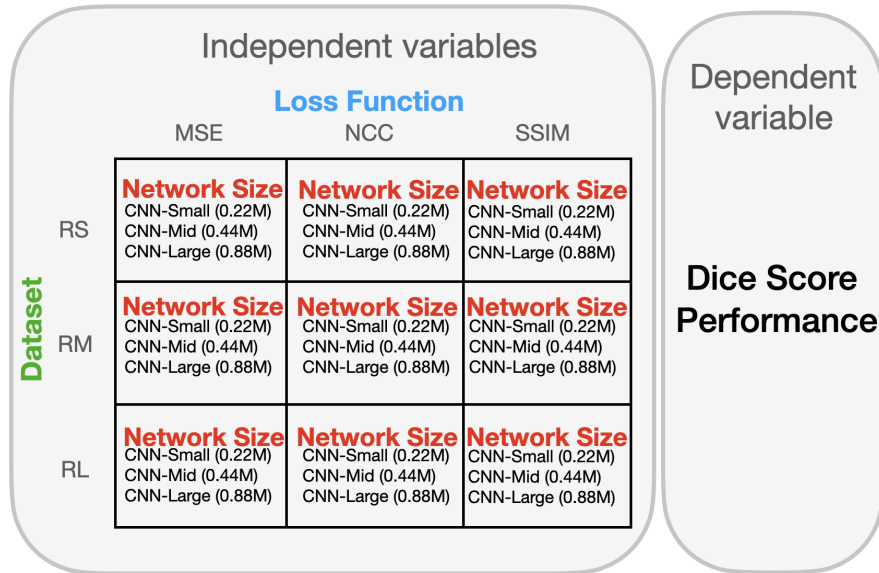 Independent variables
Loss Function
MSE NCC SSIM
Dependent
variable
Dataset
RS
Network Size
CNN-Small (0.22M)
CNN-Mid (0.44M)
CNN-Large (0.88M)
Network Size
CNN-Small (0.22M)
CNN-Mid (0.44M)
CNN-Large (0.88M)
Network Size
CNN-Small (0.22M)
CNN-Mid (0.44M)
CNN-Large (0.88M)
RM
Network Size
CNN-Small (0.22M)
CNN-Mid (0.44M)
CNN-Large (0.88M)
Network Size
CNN-Small (0.22M)
CNN-Mid (0.44M)
CNN-Large (0.88M)
Network Size
CNN-Small (0.22M)
CNN-Mid (0.44M)
CNN-Large (0.88M)
RL
Network Size
CNN-Small (0.22M)
CNN-Mid (0.44M)
CNN-Large (0.88M)
Network Size
CNN-Small (0.22M)
CNN-Mid (0.44M)
CNN-Large (0.88M)
Network Size
CNN-Small (0.22M)
CNN-Mid (0.44M)
CNN-Large (0.88M)
Dice Score
Performance